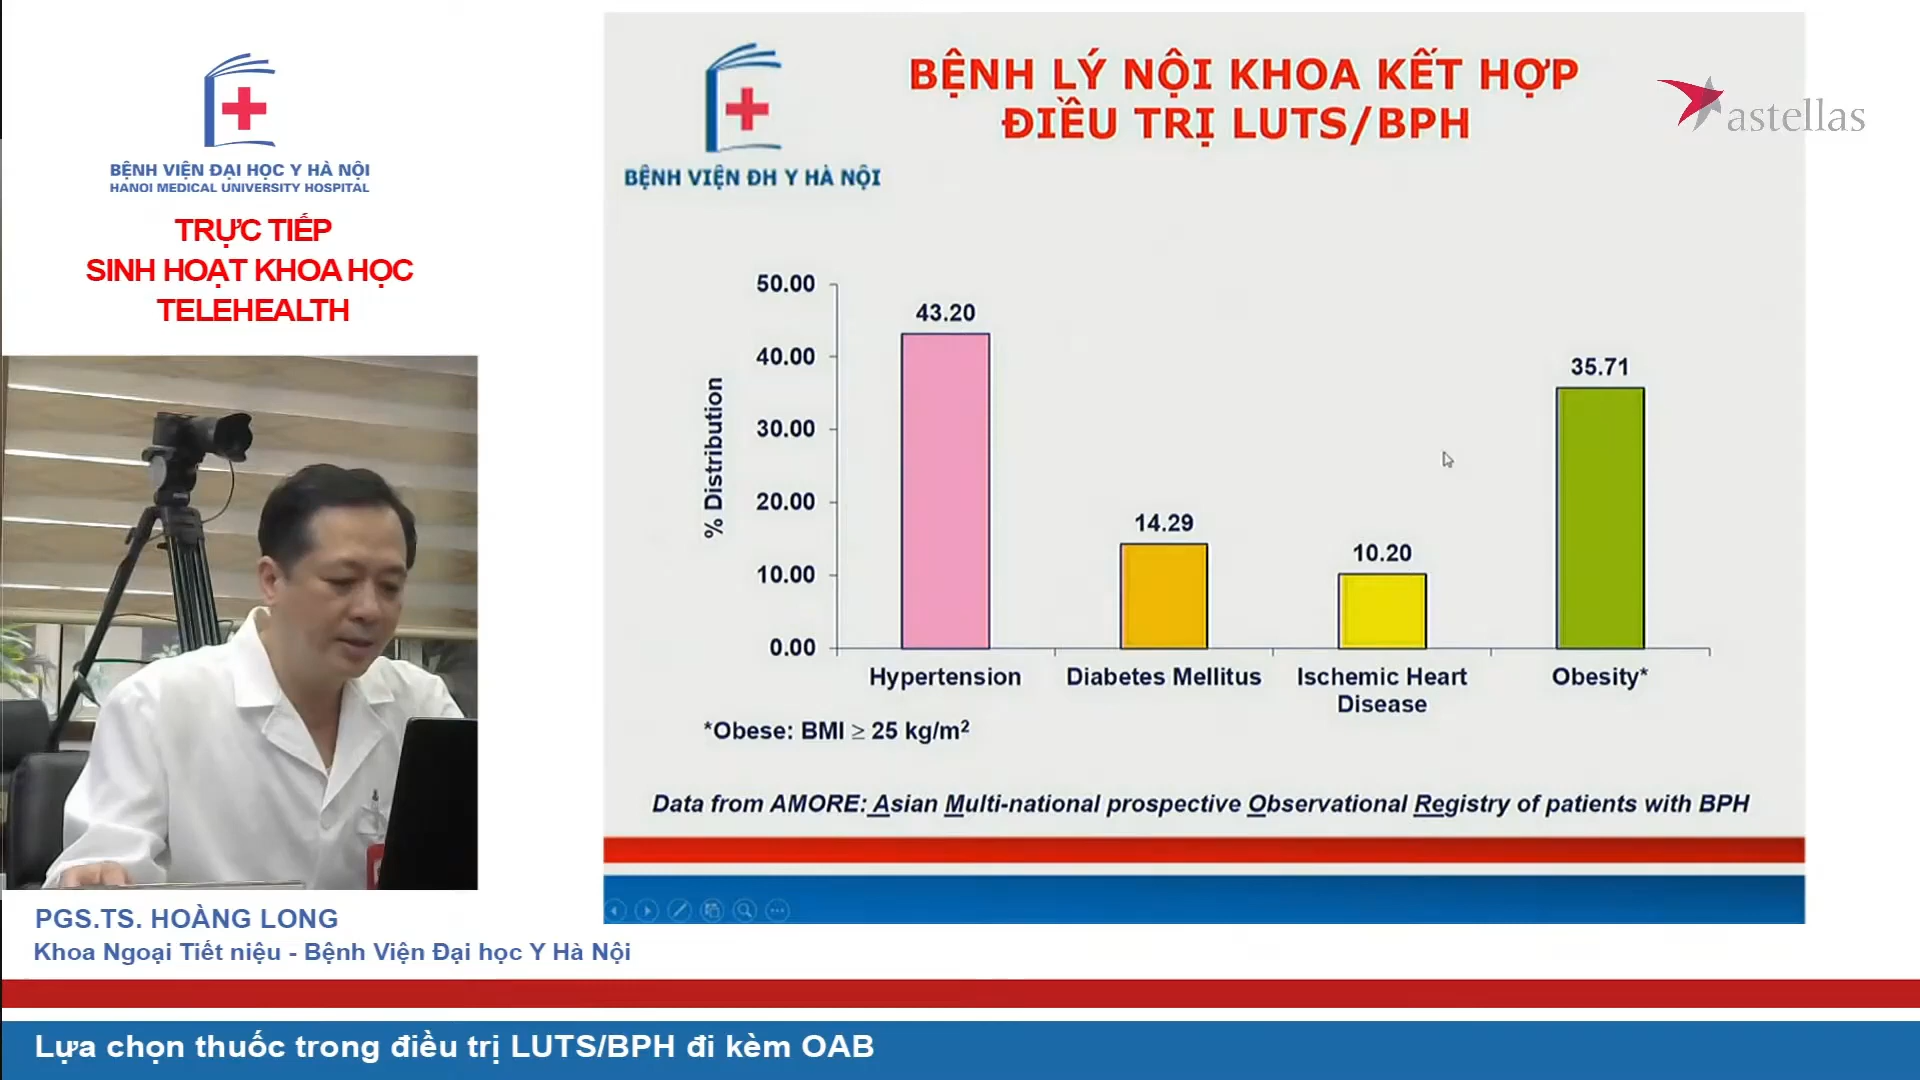 BỆNH VIỆN ĐẠI HỌC Y HÀ NỘI
HANOI MEDICAL UNIVERSITY HOSPITAL
TRỰC TIẾP
SINH HOẠT KHOA HỌC
TELEHEALTH
BỆNH VIỆN ĐH Y HÀ NỘI
BỆNH LÝ NỘI KHOA KẾT HỢP
ĐIỀU TRỊ LUTS/BPH
astellas
% Distribution
50.00
40.00
30.00
20.00
10.00
0.00
43.20
14.29
10.20
35.71
Hypertension
Diabetes Mellitus
Ischemic Heart
Disease
Obesity*
*Obese: BMI ≥ 25 kg/m²
Data from AMORE: Asian Multi-national prospective Observational Registry of patients with BPH
PGS.TS. HOÀNG LONG
Khoa Ngoại Tiết niệu - Bệnh Viện Đại học Y Hà Nội
Lựa chọn thuốc trong điều trị LUTS/BPH đi kèm OAB